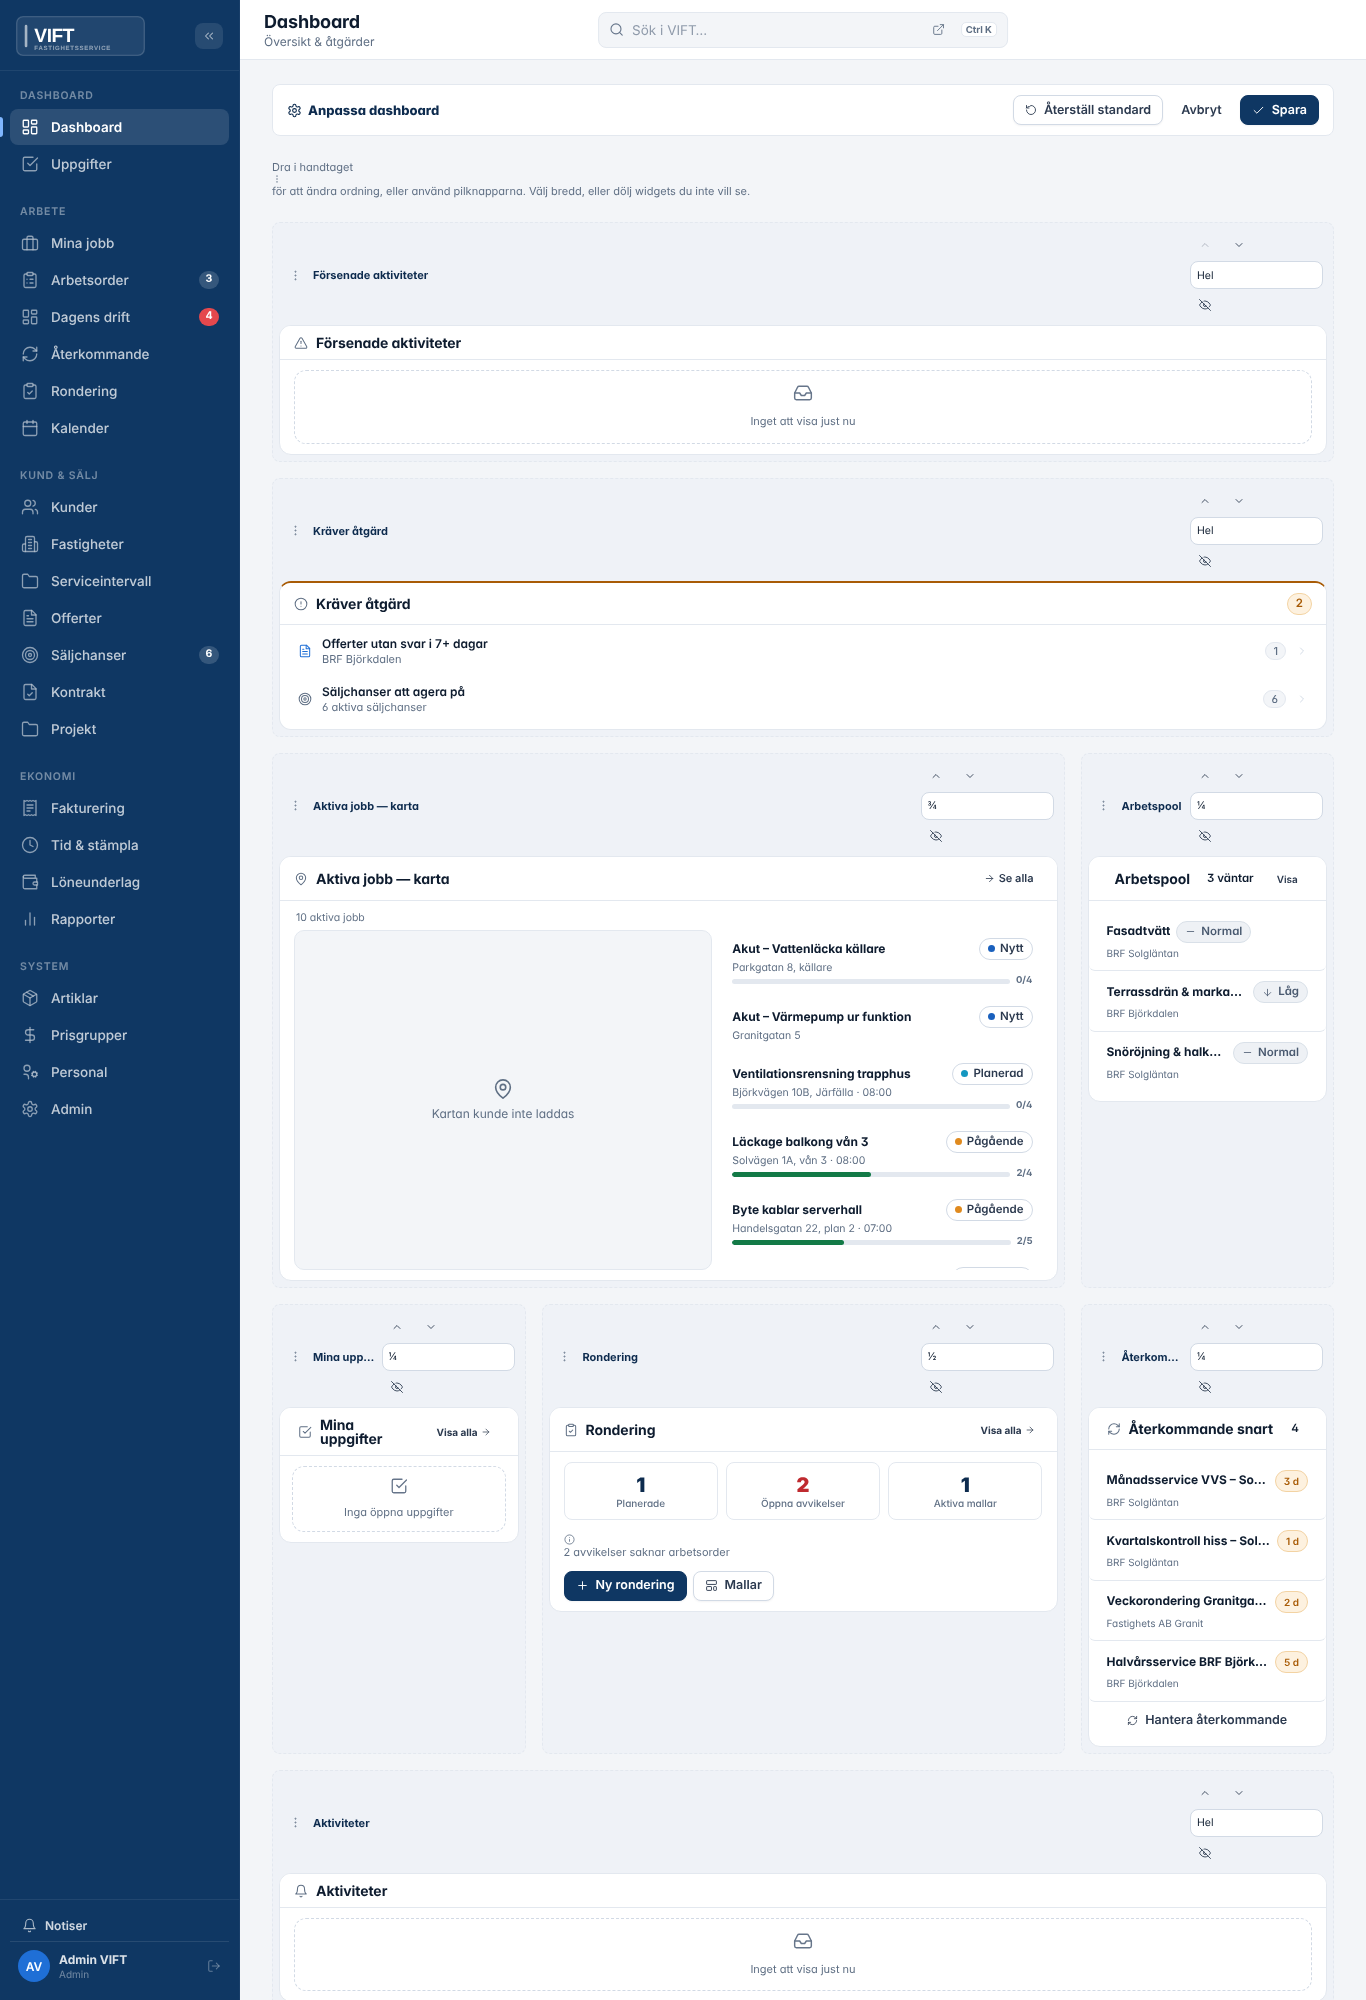 VIFT
FASTIGHETSSERVICE
DASHBOARD
Dashboard
Uppgifter
ARBETE
Mina jobb
Arbetsorder 3
Dagens drift 4
Återkommande
Rondering
Kalender
KUND & SÄLJ
Kunder
Fastigheter
Serviceintervall
Offerter
Säljchanser 6
Kontrakt
Projekt
EKONOMI
Fakturering
Tid & stämpla
Löneunderlag
Rapporter
SYSTEM
Artiklar
Prisgrupper
Personal
Admin
Notiser
AV
Admin VIFT
Admin
Dashboard
Översikt & åtgärder
Sök i VIFT... Ctrl K
Anpassa dashboard Återställ standard Avbryt Spara
Dra i handtaget
för att ändra ordning, eller använd pilknapparna. Välj bredd, eller dölj widgets du inte vill se.
Försenade aktiviteter Hel
Försenade aktiviteter
Inget att visa just nu
Kräver åtgärd Hel
Kräver åtgärd 2
Offerter utan svar i 7+ dagar
BRF Björkdalen
1
Säljchanser att agera på
6 aktiva säljchanser
6
Aktiva jobb — karta ¾
Aktiva jobb — karta → Se alla
10 aktiva jobb
Kartan kunde inte laddas
Akut – Vattenläcka källare Nytt
Parkgatan 8, källare
0/4
Akut – Värmepump ur funktion Nytt
Granitgatan 5
Ventilationsrensning trapphus Planerad
Björkvägen 10B, Järfälla · 08:00
0/4
Läckage balkong vån 3 Pågående
Solvägen 1A, vån 3 · 08:00
2/4
Byte kablar serverhall Pågående
Handelsgatan 22, plan 2 · 07:00
2/5
Arbetspool ¼
Arbetspool 3 väntar Visa
Fasadtvätt – Normal
BRF Solgläntan
Terrassdrän & marka... ↓ Låg
BRF Björkdalen
Snöröjning & halk... – Normal
BRF Solgläntan
Mina upp... ¼
Mina
uppgifter
Visa alla →
Inga öppna uppgifter
Rondering ½
Rondering Visa alla →
1 2 1
Planerade Öppna avvikelser Aktiva mallar
2 avvikelser saknar arbetsorder
+ Ny rondering Mallar
Återkom... ¼
Återkommande snart 4
Månadsservice VVS – So... 3 d
BRF Solgläntan
Kvartalskontroll hiss – Sol... 1 d
BRF Solgläntan
Veckorondering Granitga... 2 d
Fastighets AB Granit
Halvårsservice BRF Björk... 5 d
BRF Björkdalen
Hantera återkommande
Aktiviteter Hel
Aktiviteter
Inget att visa just nu